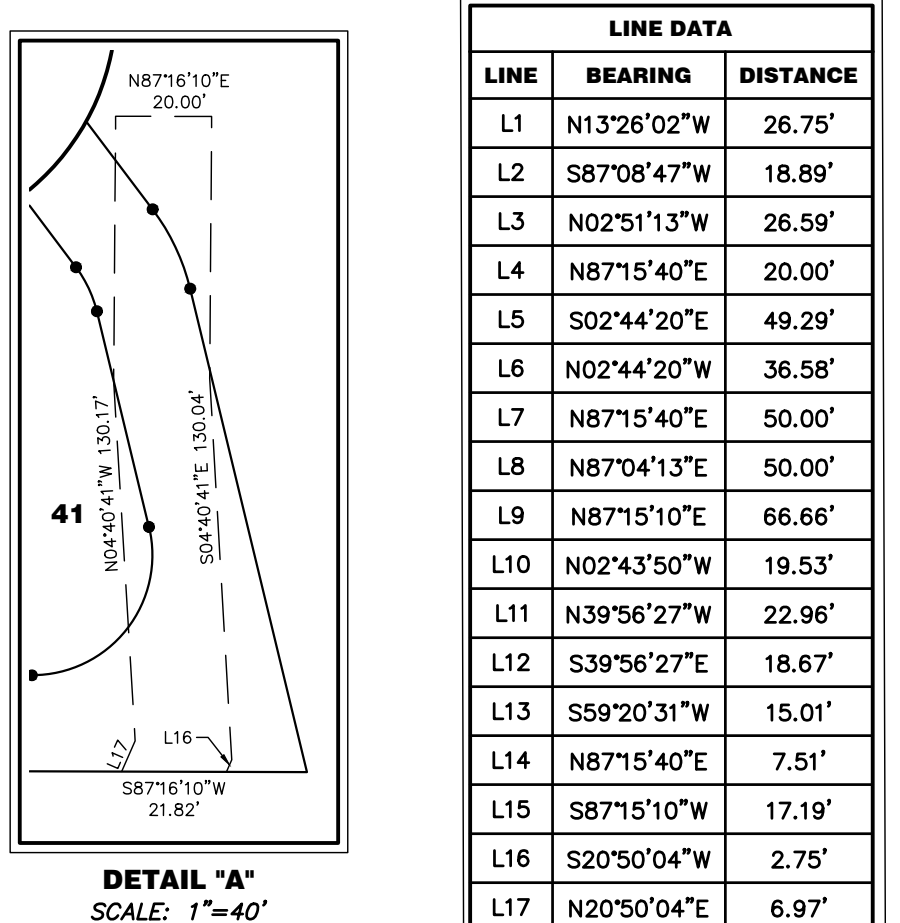 N87°16'10"E
20.00'
N04°40'41"W 130.17'
S04°40'41"E 130.04'
41
L17
L16
S87°16'10"W
21.82'
DETAIL "A"
SCALE: 1"=40'
LINE DATA
LINE BEARING DISTANCE
L1 N13°26'02"W 26.75'
L2 S87°08'47"W 18.89'
L3 N02°51'13"W 26.59'
L4 N87°15'40"E 20.00'
L5 S02°44'20"E 49.29'
L6 N02°44'20"W 36.58'
L7 N87°15'40"E 50.00'
L8 N87°04'13"E 50.00'
L9 N87°15'10"E 66.66'
L10 N02°43'50"W 19.53'
L11 N39°56'27"W 22.96'
L12 S39°56'27"E 18.67'
L13 S59°20'31"W 15.01'
L14 N87°15'40"E 7.51'
L15 S87°15'10"W 17.19'
L16 S20°50'04"W 2.75'
L17 N20°50'04"E 6.97'